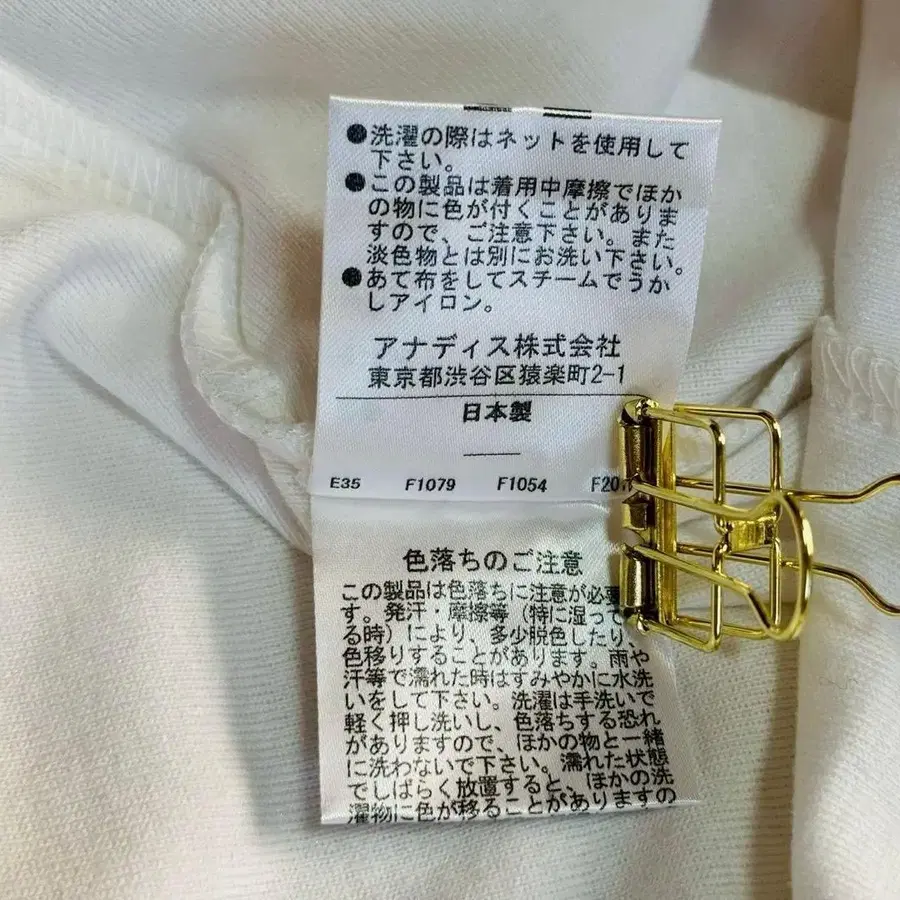 ●洗濯の際はネットを使用して
下さい。
●この製品は着用中摩擦でほか
の物に色が付くことがありま
すので、ご注意下さい。また
淡色物とは別にお洗い下さい。
●あて布をしてスチームでうか
しアイロン。
アナディス株式会社
東京都渋谷区猿楽町2-1
日本製
E35 F1079 F1054 F20
色落ちのご注意
この製品は色落ちに注意が必要
す。発汗・摩擦等（特に湿って
る時）により、多少脱色したり、
色移りすることがあります。雨や
汗等で濡れた時はすみやかに水洗
いをして下さい。洗濯は手洗いで
軽く押し洗いし、色落ちする恐れ
がありますので、ほかの物と一緒
に洗わないで下さい。濡れた状態
でしばらく放置すると、ほかの洗
濯物に色が移ることがありますの